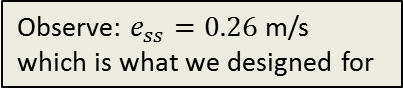 Observe: e_ss = 0.26 m/s
which is what we designed for